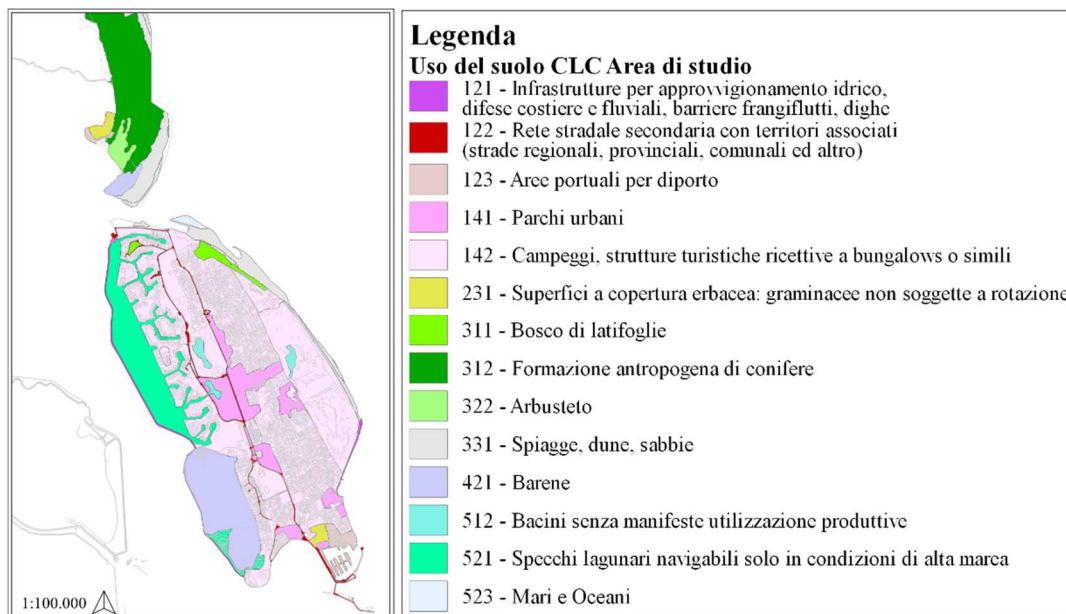 Legenda
Uso del suolo CLC Area di studio
121 - Infrastrutture per approvvigionamento idrico,
difese costiere e fluviali, barriere frangiflutti, dighe
122 - Rete stradale secondaria con territori associati
(strade regionali, provinciali, comunali ed altro)
123 - Aree portuali per diporto
141 - Parchi urbani
142 - Campeggi, strutture turistiche ricettive a bungalows o simili
231 - Superfici a copertura erbacea: graminacee non soggette a rotazione
311 - Bosco di latifoglie
312 - Formazione antropogena di conifere
322 - Arbusteto
331 - Spiagge, dune, sabbie
421 - Barene
512 - Bacini senza manifeste utilizzazione produttive
521 - Specchi lagunari navigabili solo in condizioni di alta marea
523 - Mari e Oceani
1:100.000